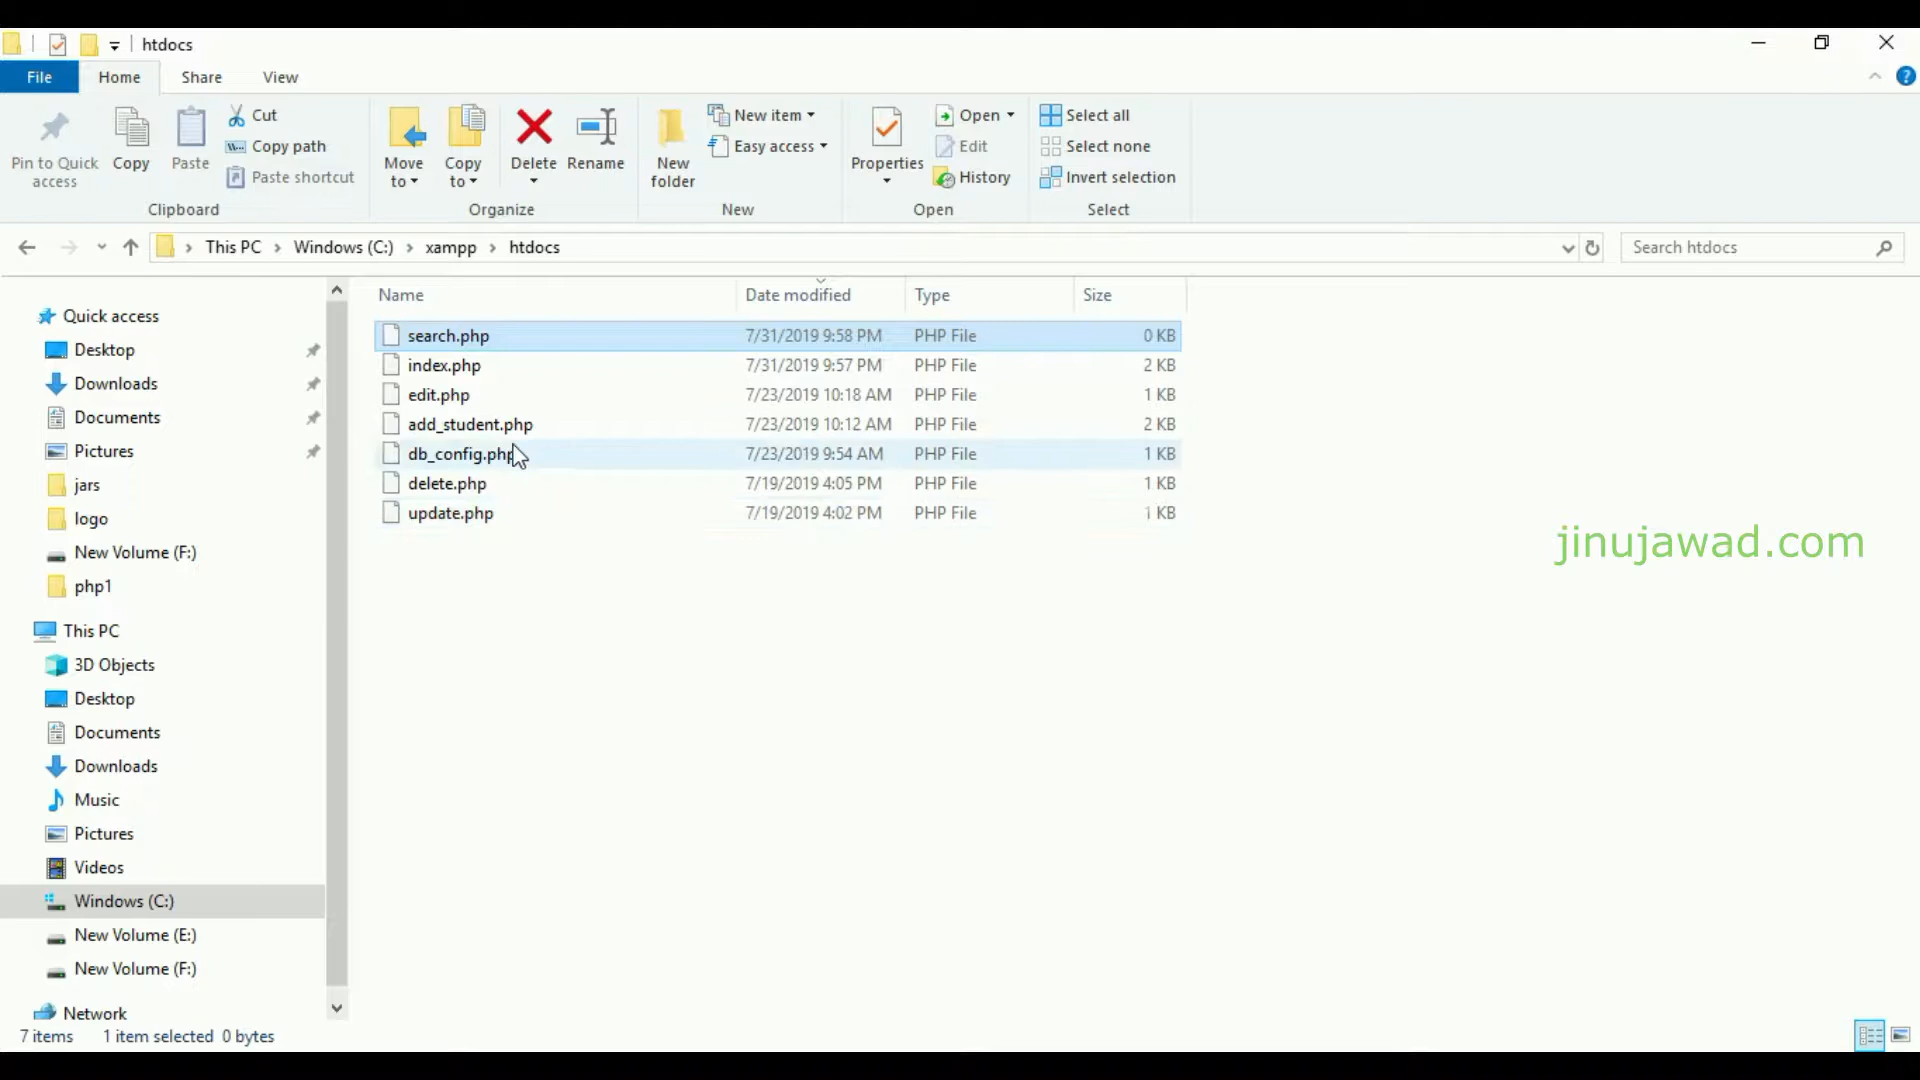 htdocs
File Home Share View
Pin to Quick access
Copy
Paste
Cut
Copy path
Paste shortcut
Clipboard
Move to
Copy to
Delete
Rename
Organize
New folder
New item
Easy access
New
Properties
Open
Edit
History
Open
Select all
Select none
Invert selection
Select
This PC Windows (C:) xampp htdocs
Search htdocs
Quick access
Desktop
Downloads
Documents
Pictures
jars
logo
New Volume (F:)
php1
This PC
3D Objects
Desktop
Documents
Downloads
Music
Pictures
Videos
Windows (C:)
New Volume (E:)
New Volume (F:)
Network
Name Date modified Type Size
search.php 7/31/2019 9:58 PM PHP File 0 KB
index.php 7/31/2019 9:57 PM PHP File 2 KB
edit.php 7/23/2019 10:18 AM PHP File 1 KB
add_student.php 7/23/2019 10:12 AM PHP File 2 KB
db_config.php 7/23/2019 9:54 AM PHP File 1 KB
delete.php 7/19/2019 4:05 PM PHP File 1 KB
update.php 7/19/2019 4:02 PM PHP File 1 KB
jinujawad.com
7 items 1 item selected 0 bytes